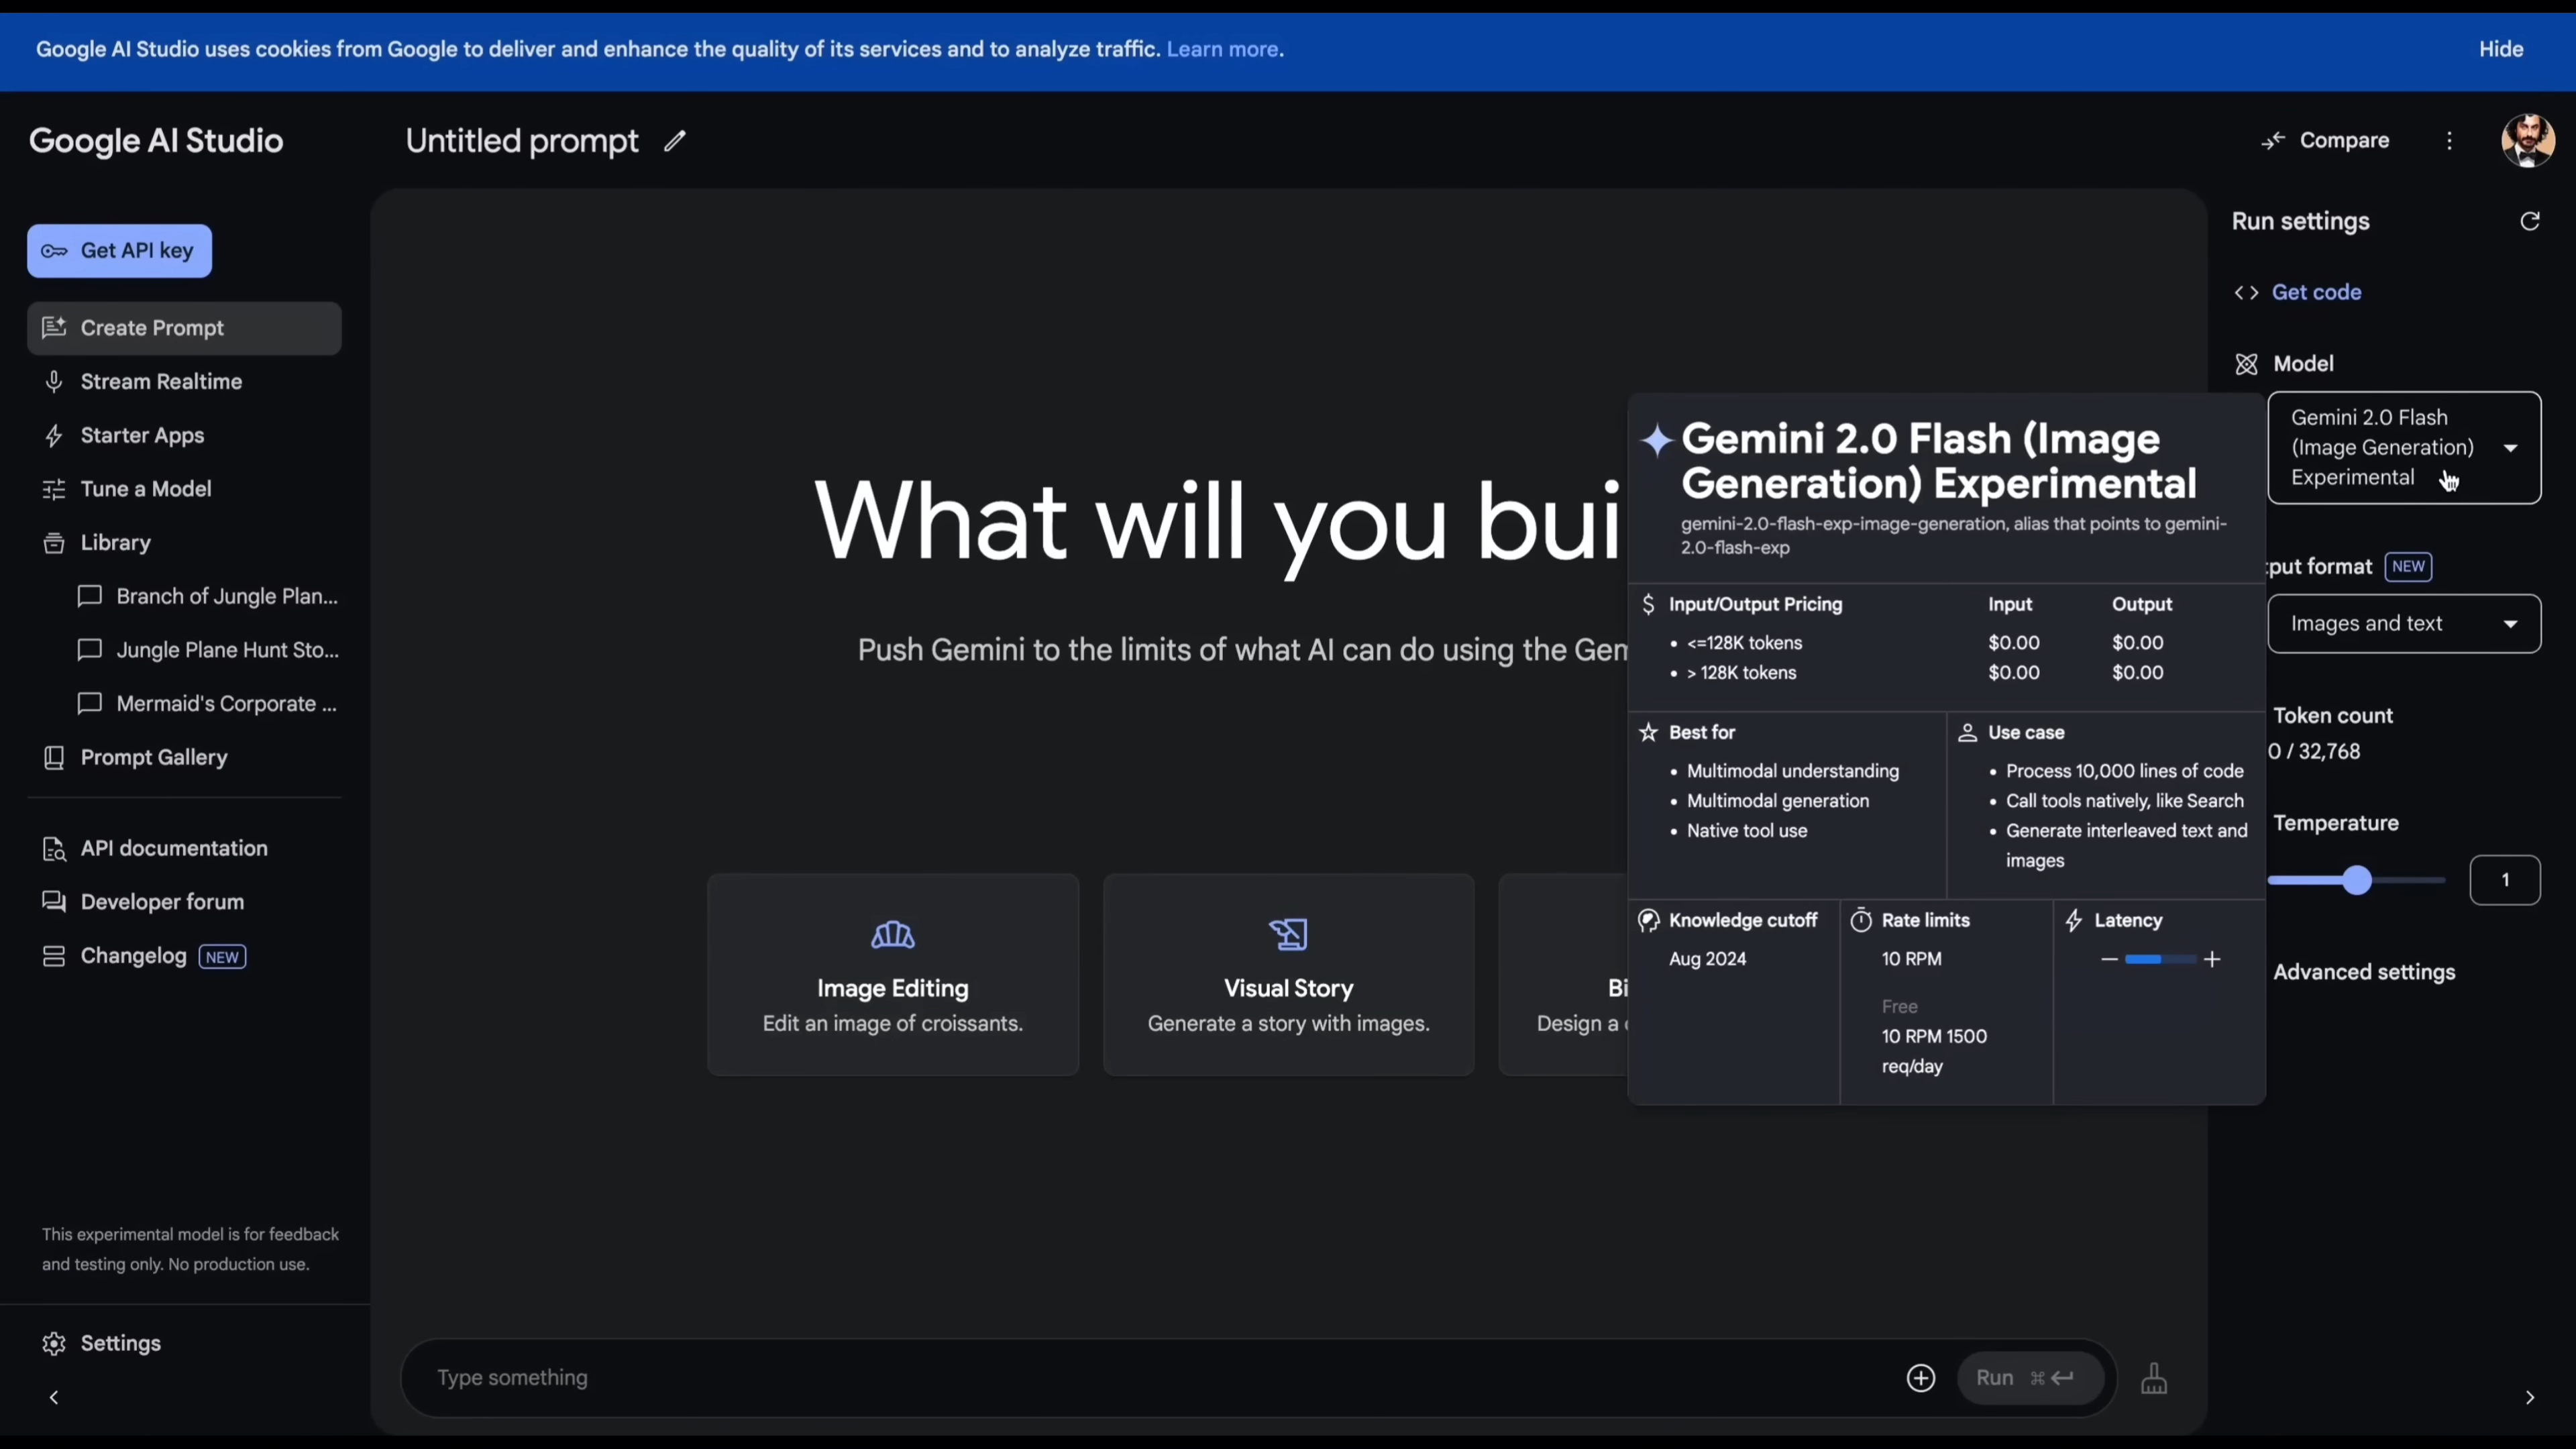 Google AI Studio uses cookies from Google to deliver and enhance the quality of its services and to analyze traffic. Learn more.
Hide
Google AI Studio
Untitled prompt
Compare
Get API key
Create Prompt
Stream Realtime
Starter Apps
Tune a Model
Library
Branch of Jungle Plan...
Jungle Plane Hunt Sto...
Mermaid's Corporate ...
Prompt Gallery
API documentation
Developer forum
Changelog NEW
This experimental model is for feedback
and testing only. No production use.
Settings
What will you
Push Gemini to the limits of what AI can do using the
Image Editing
Edit an image of croissants.
Visual Story
Generate a story with images.
Design a
Type something
Run ⌘
Gemini 2.0 Flash (Image
Generation) Experimental
gemini-2.0-flash-exp-image-generation, alias that points to gemini-
2.0-flash-exp
$ Input/Output Pricing Input Output
• <=128K tokens $0.00 $0.00
• > 128K tokens $0.00 $0.00
Best for
• Multimodal understanding
• Multimodal generation
• Native tool use
Use case
• Process 10,000 lines of code
• Call tools natively, like Search
• Generate interleaved text and
images
Knowledge cutoff
Aug 2024
Rate limits
10 RPM
Free
10 RPM 1500
req/day
Latency
Run settings
Get code
Model
Gemini 2.0 Flash
(Image Generation)
Experimental
format NEW
Images and text
Token count
0 / 32,768
Temperature
1
Advanced settings